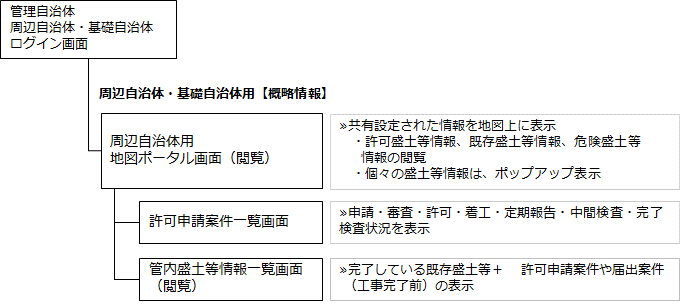 管理自治体
周辺自治体・基礎自治体
ログイン画面
周辺自治体・基礎自治体用【概略情報】
周辺自治体用
地図ポータル画面（閲覧）
»共有設定された情報を地図上に表示
・許可盛土等情報、既存盛土等情報、危険盛土等
情報の閲覧
・個々の盛土等情報は、ポップアップ表示
許可申請案件一覧画面
»申請・審査・許可・着工・定期報告・中間検査・完了
検査状況を表示
管内盛土等情報一覧画面
（閲覧）
»完了している既存盛土等＋　許可申請案件や届出案件
（工事完了前）の表示